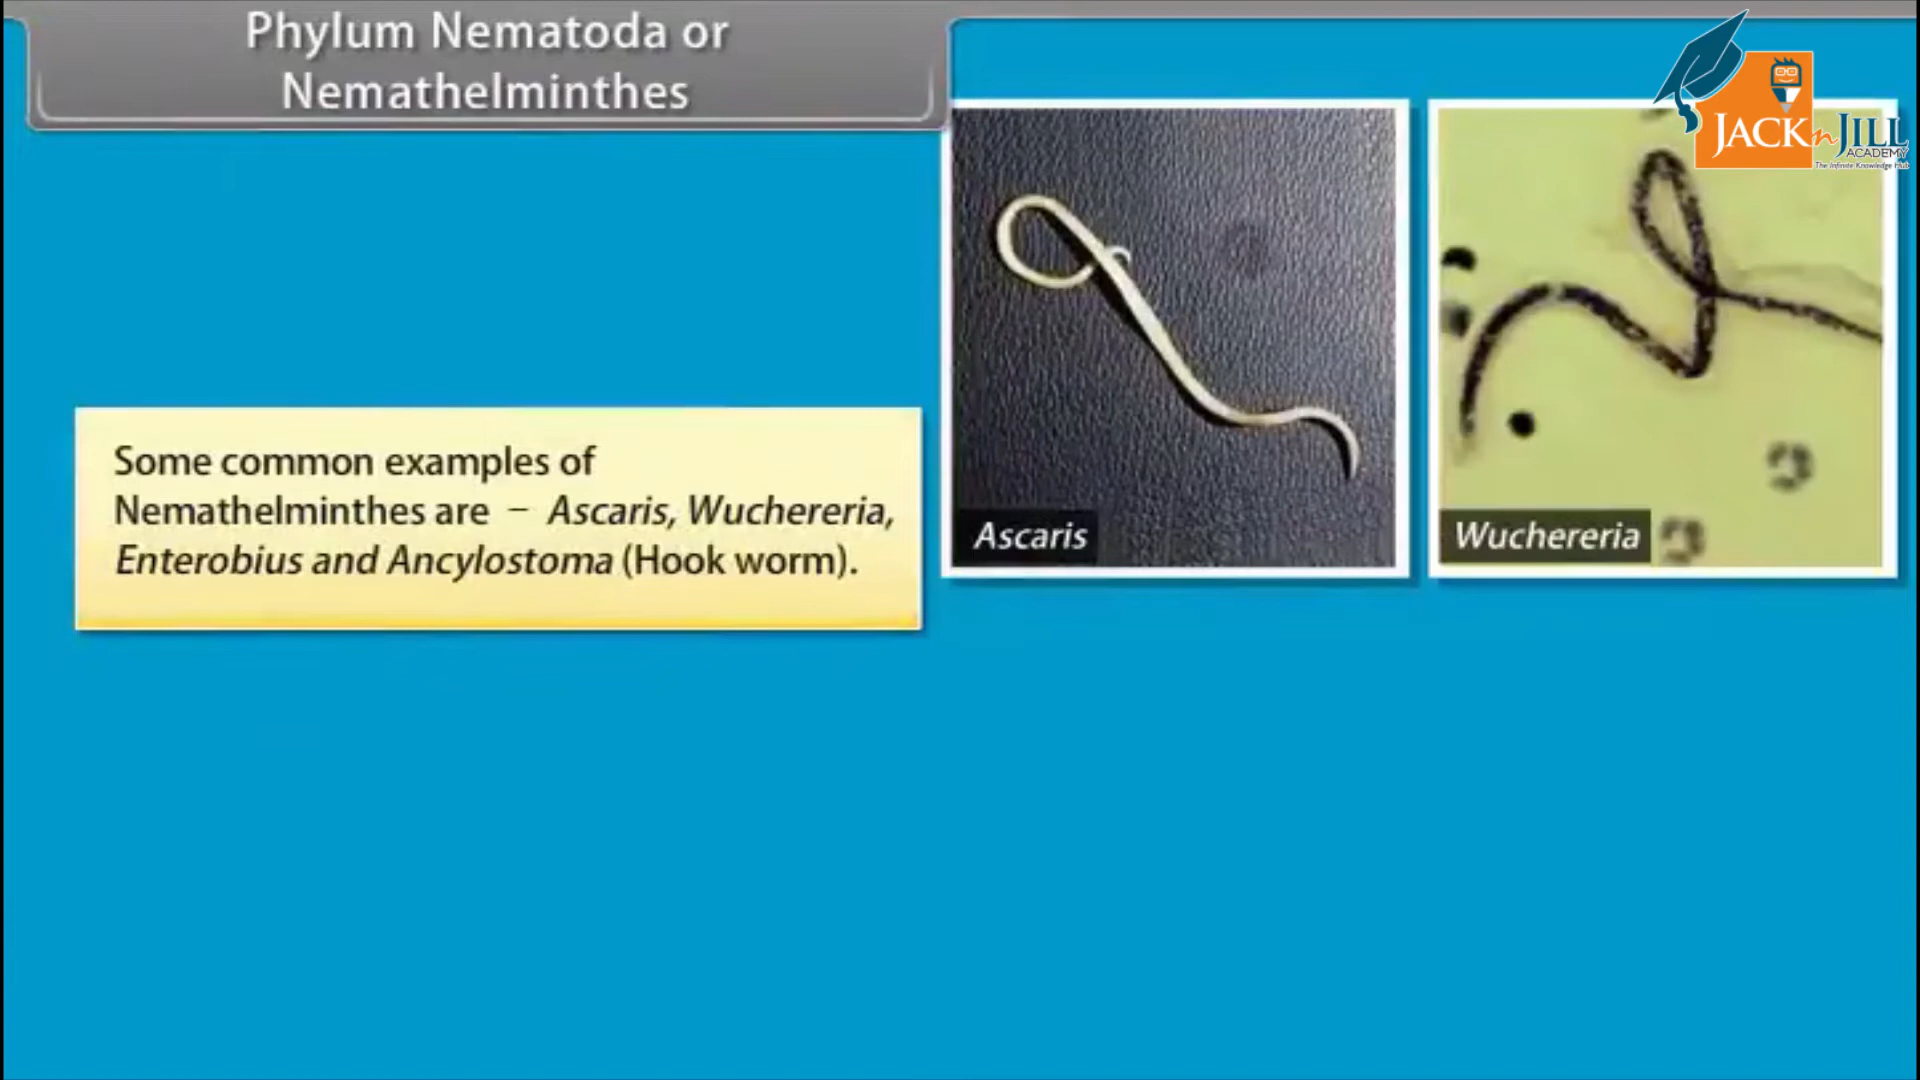 Phylum Nematoda or
Nemathelminthes
JACK n JILL
ACADEMY
The Infinite Knowledge Hub
Some common examples of
Nemathelminthes are – Ascaris, Wuchereria,
Enterobius and Ancylostoma (Hook worm).
Ascaris
Wuchereria